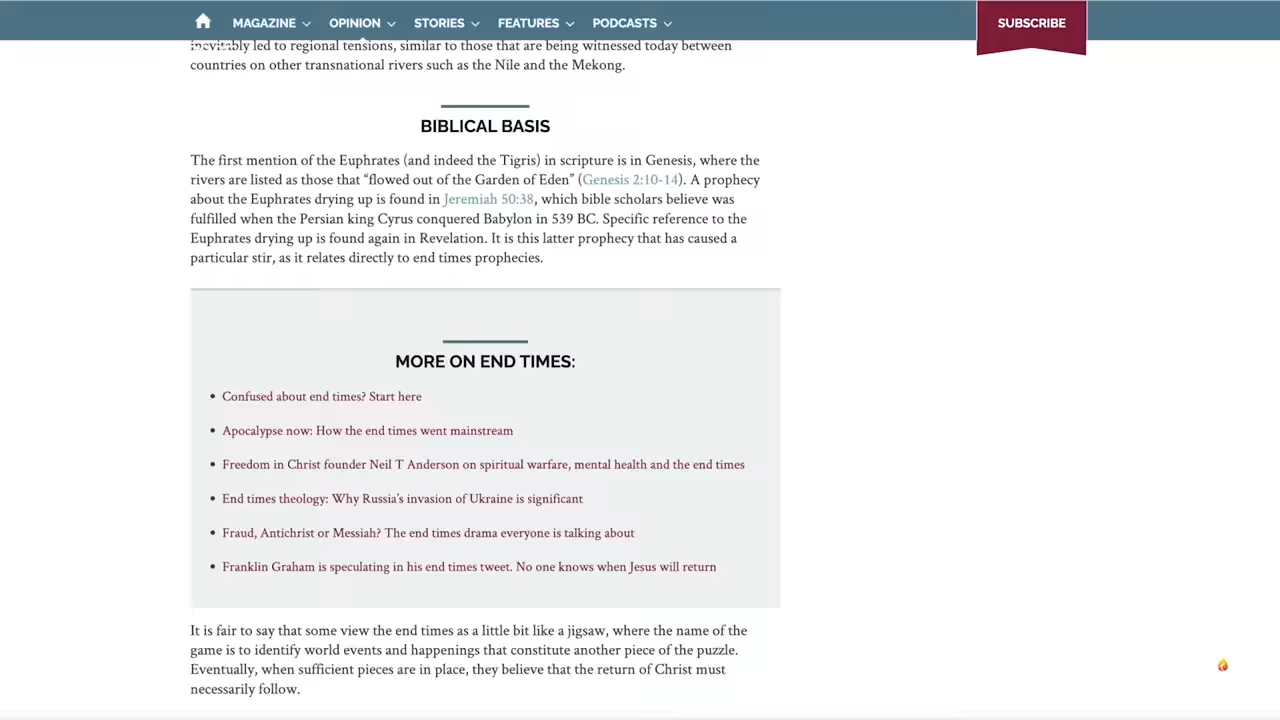 MAGAZINE OPINION STORIES FEATURES PODCASTS SUBSCRIBE
inevitably led to regional tensions, similar to those that are being witnessed today between
countries on other transnational rivers such as the Nile and the Mekong.
BIBLICAL BASIS
The first mention of the Euphrates (and indeed the Tigris) in scripture is in Genesis, where the
rivers are listed as those that “flowed out of the Garden of Eden” (Genesis 2:10-14). A prophecy
about the Euphrates drying up is found in Jeremiah 50:38, which bible scholars believe was
fulfilled when the Persian king Cyrus conquered Babylon in 539 BC. Specific reference to the
Euphrates drying up is found again in Revelation. It is this latter prophecy that has caused a
particular stir, as it relates directly to end times prophecies.
MORE ON END TIMES:
• Confused about end times? Start here
• Apocalypse now: How the end times went mainstream
• Freedom in Christ founder Neil T Anderson on spiritual warfare, mental health and the end times
• End times theology: Why Russia’s invasion of Ukraine is significant
• Fraud, Antichrist or Messiah? The end times drama everyone is talking about
• Franklin Graham is speculating in his end times tweet. No one knows when Jesus will return
It is fair to say that some view the end times as a little bit like a jigsaw, where the name of the
game is to identify world events and happenings that constitute another piece of the puzzle.
Eventually, when sufficient pieces are in place, they believe that the return of Christ must
necessarily follow.